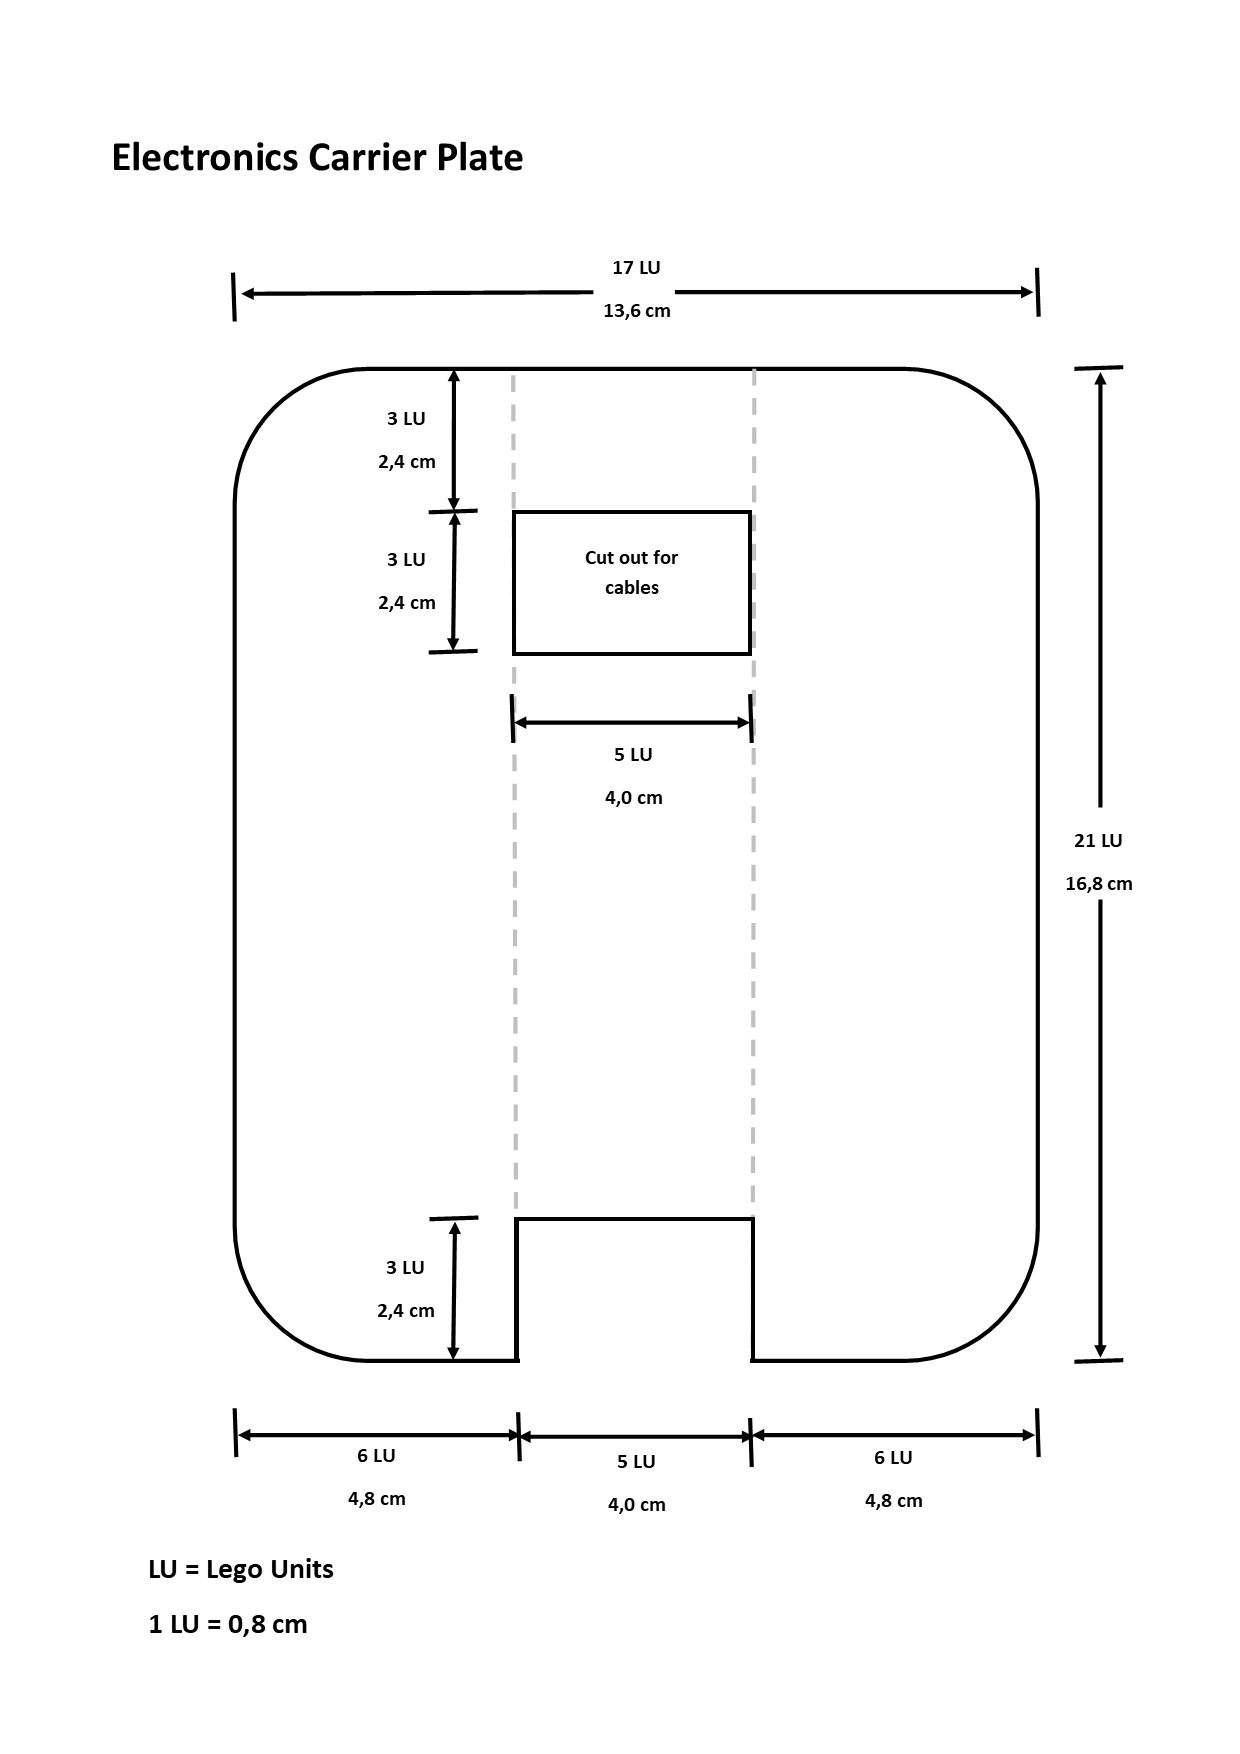 Electronics Carrier Plate
17 LU
13,6 cm
3 LU
2,4 cm
3 LU
2,4 cm
Cut out for
cables
5 LU
4,0 cm
21 LU
16,8 cm
3 LU
2,4 cm
6 LU
4,8 cm
5 LU
4,0 cm
6 LU
4,8 cm
LU = Lego Units
1 LU = 0,8 cm